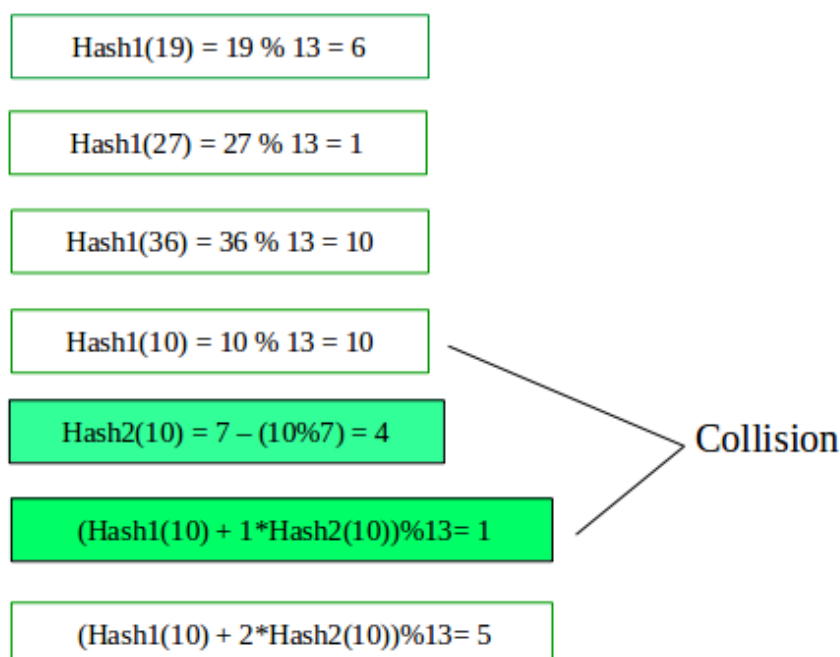 Hash1(19) = 19 % 13 = 6
Hash1(27) = 27 % 13 = 1
Hash1(36) = 36 % 13 = 10
Hash1(10) = 10 % 13 = 10
Hash2(10) = 7 – (10%7) = 4
Collision
(Hash1(10) + 1*Hash2(10))%13= 1
(Hash1(10) + 2*Hash2(10))%13= 5